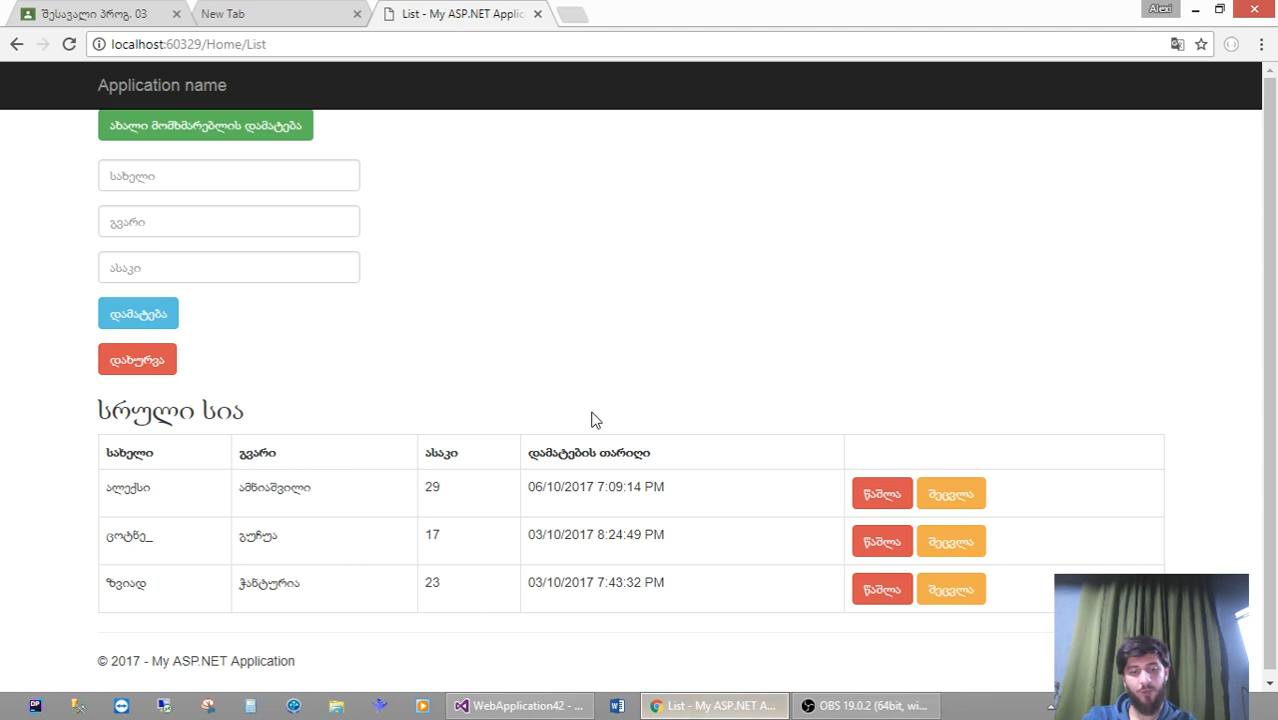 შესავალი პროგ. 03
New Tab
List - My ASP.NET Applic
Alexi
localhost:60329/Home/List
Application name
ახალი მომხმარებლის დამატება
სახელი
გვარი
ასაკი
დამატება
დახურვა
სრული სია
სახელი გვარი ასაკი დამატების თარიღი
ალექსი ამნიაშვილი 29 06/10/2017 7:09:14 PM წაშლა შეცვლა
ცოტნე_ გუჩუა 17 03/10/2017 8:24:49 PM წაშლა შეცვლა
ზვიად ჭანტურია 23 03/10/2017 7:43:32 PM წაშლა შეცვლა
© 2017 - My ASP.NET Application
WebApplication42 - ...
List - My ASP.NET A...
OBS 19.0.2 (64bit, wi...